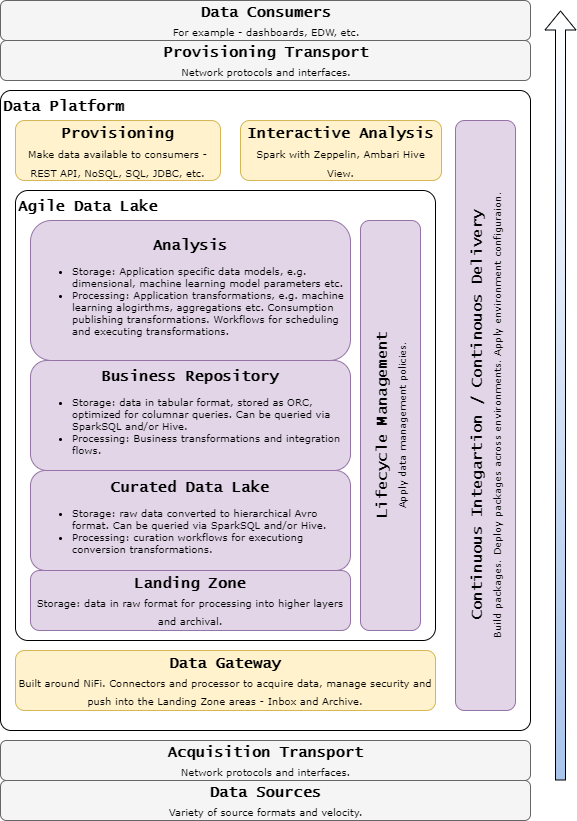 Data Consumers
For example - dashboards, EDW, etc.
Provisioning Transport
Network protocols and interfaces.
Data Platform
Provisioning
Make data available to consumers -
REST API, NoSQL, SQL, JDBC, etc.
Interactive Analysis
Spark with Zeppelin, Ambari Hive
View.
Agile Data Lake
Analysis
• Storage: Application specific data models, e.g.
dimensional, machine learning model parameters etc.
• Processing: Application transformations, e.g. machine
learning alogirthms, aggregations etc. Consumption
publishing transformations. Workflows for scheduling
and executing transformations.
Business Repository
• Storage: data in tabular format, stored as ORC,
optimized for columnar queries. Can be queried via
SparkSQL and/or Hive.
• Processing: Business transformations and integration
flows.
Curated Data Lake
• Storage: raw data converted to hierarchical Avro
format. Can be queried via SparkSQL and/or Hive.
• Processing: curation workflows for executiong
conversion transformations.
Landing Zone
Storage: data in raw format for processing into higher layers
and archival.
Lifecycle Management
Apply data management policies.
Continuous Integartion / Continouos Delivery
Build packages. Deploy packages across environments. Apply environment configuraion.
Data Gateway
Built around NiFi. Connectors and processor to acquire data, manage security and
push into the Landing Zone areas - Inbox and Archive.
Acquisition Transport
Network protocols and interfaces.
Data Sources
Variety of source formats and velocity.